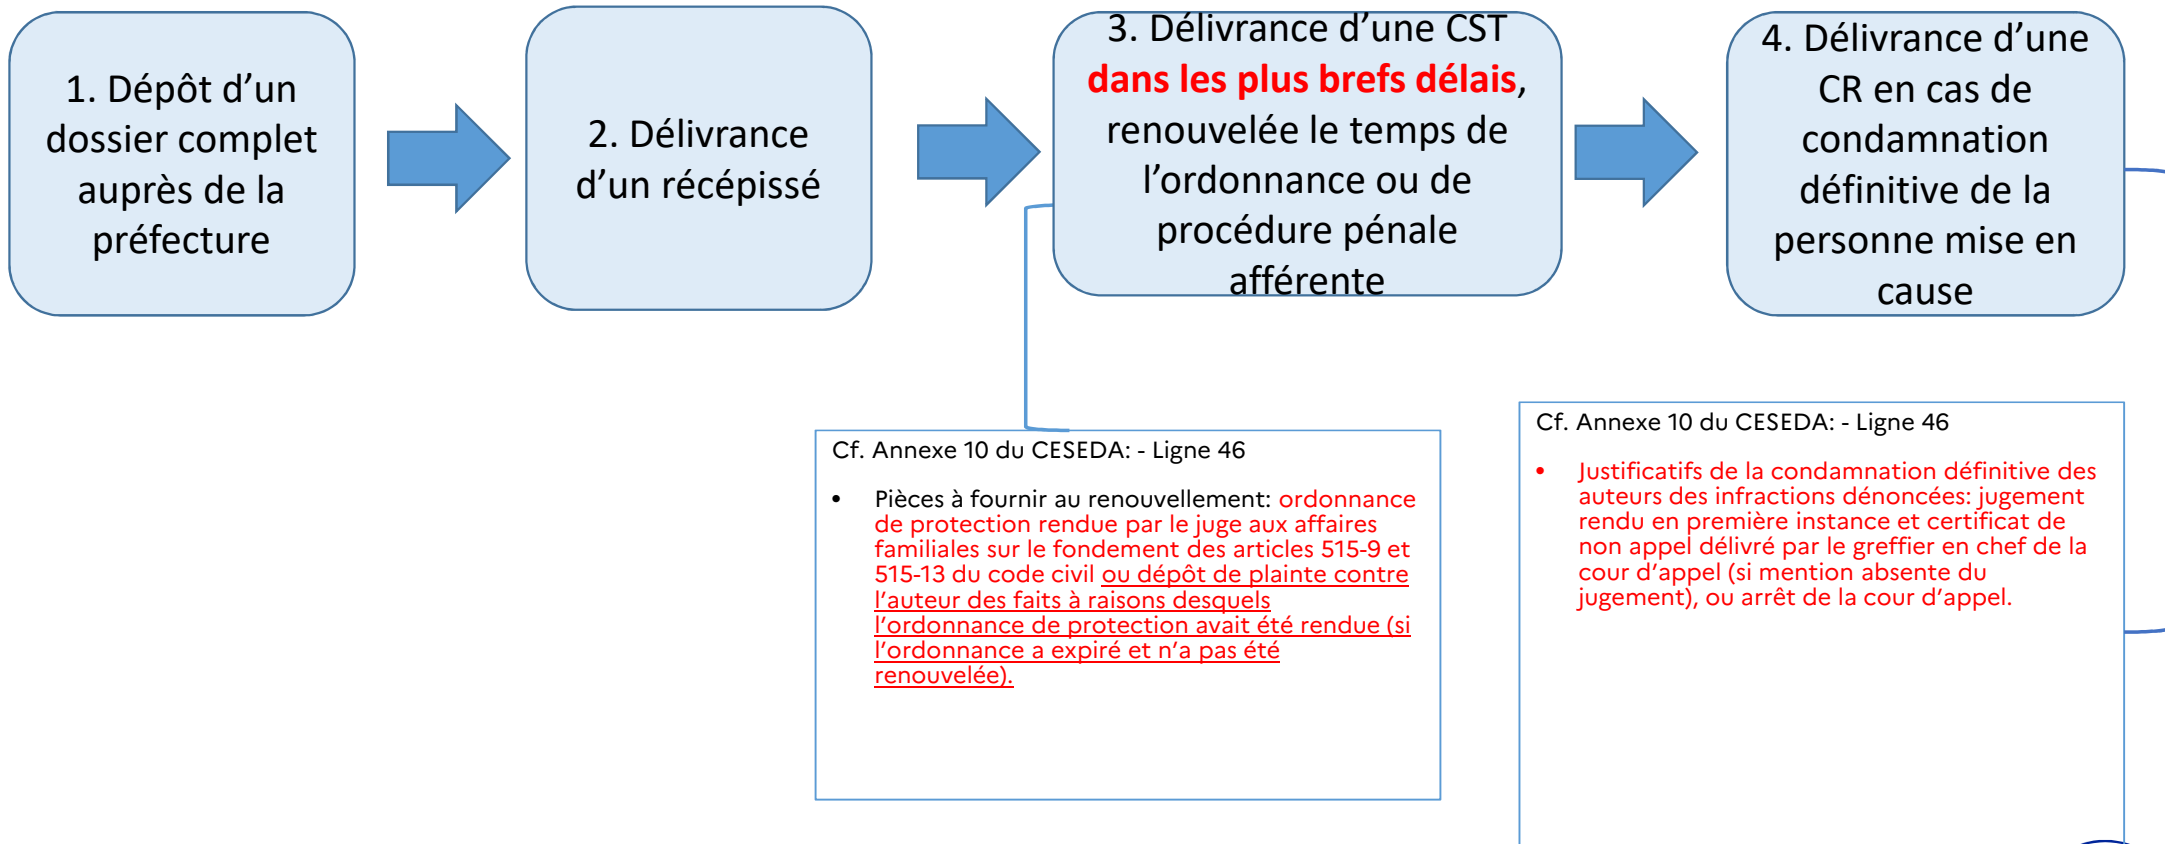 1. Dépôt d’un
dossier complet
auprès de la
préfecture
2. Délivrance
d’un récépissé
3. Délivrance d’une CST
dans les plus brefs délais,
renouvelée le temps de
l’ordonnance ou de
procédure pénale
afférente
4. Délivrance d’une
CR en cas de
condamnation
définitive de la
personne mise en
cause
Cf. Annexe 10 du CESEDA: - Ligne 46
• Pièces à fournir au renouvellement: ordonnance
de protection rendue par le juge aux affaires
familiales sur le fondement des articles 515-9 et
515-13 du code civil ou dépôt de plainte contre
l’auteur des faits à raisons desquels
l’ordonnance de protection avait été rendue (si
l’ordonnance a expiré et n’a pas été
renouvelée).
Cf. Annexe 10 du CESEDA: - Ligne 46
• Justificatifs de la condamnation définitive des
auteurs des infractions dénoncées: jugement
rendu en première instance et certificat de
non appel délivré par le greffier en chef de la
cour d’appel (si mention absente du
jugement), ou arrêt de la cour d’appel.